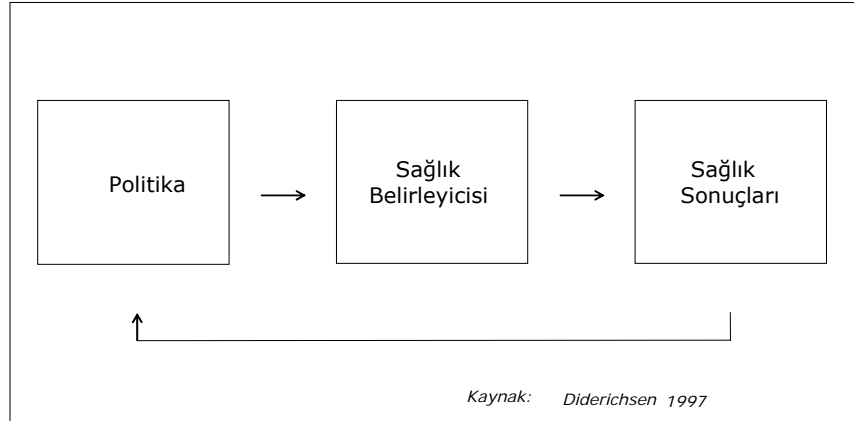 Politika
Sağlık
Belirleyicisi
Sağlık
Sonuçları
Kaynak: Diderichsen 1997